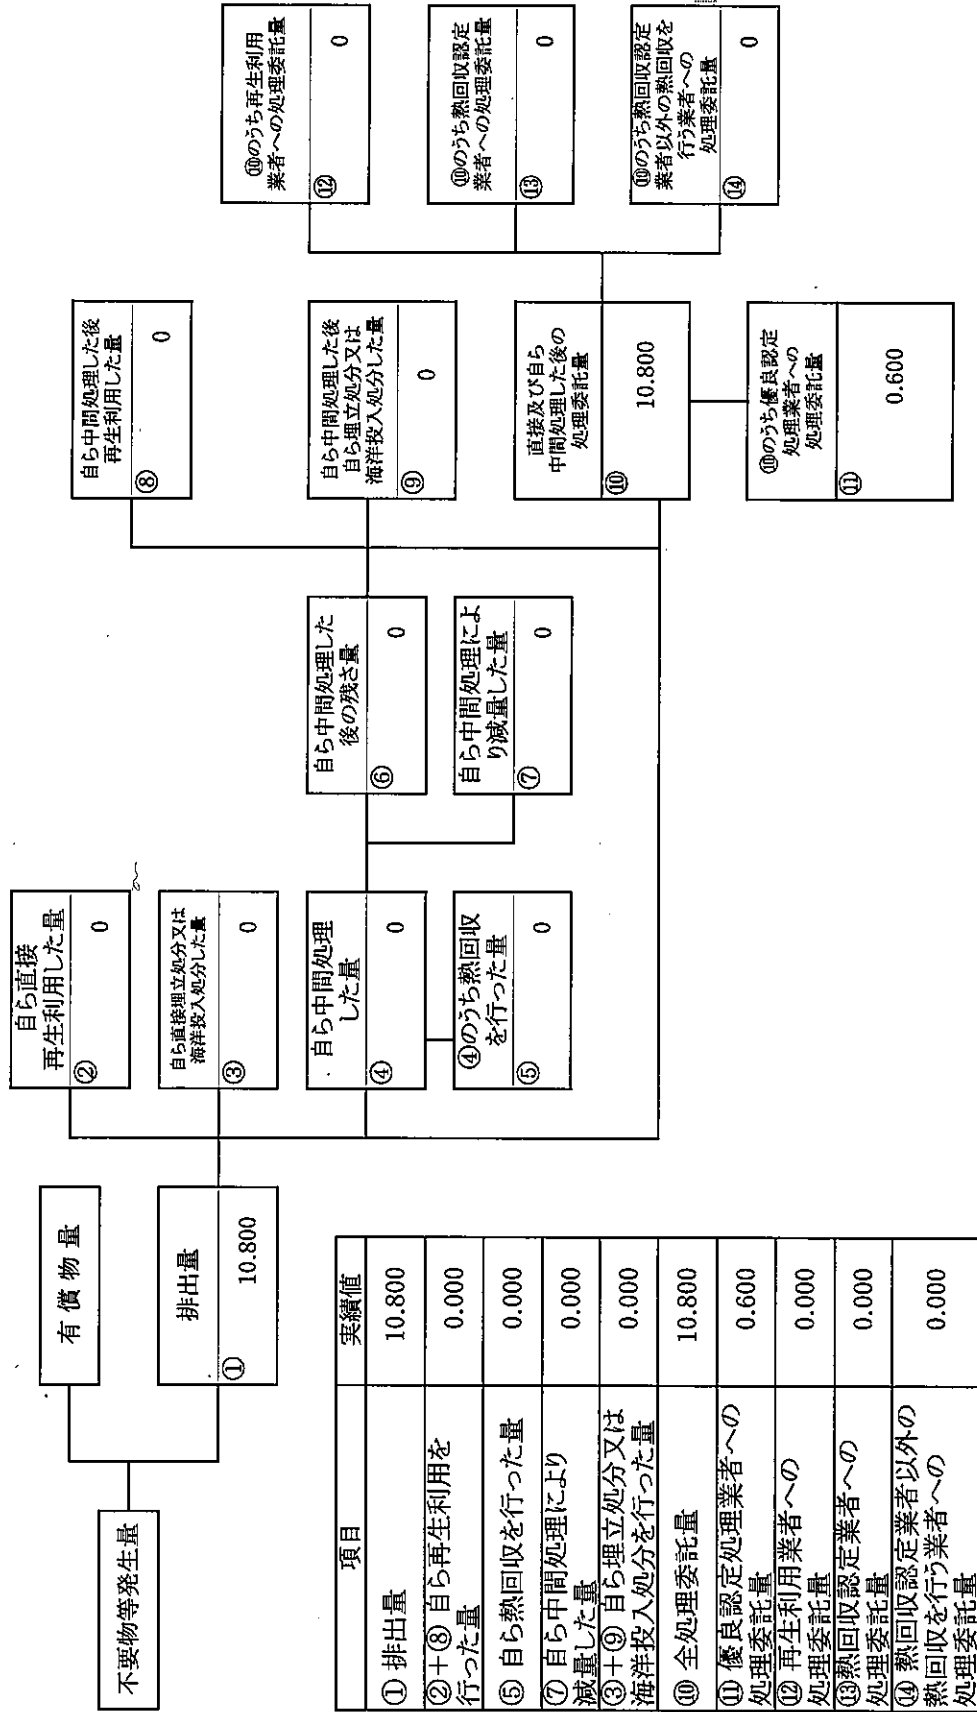 不要物等発生量
有償物量
排出量
① 10.800
自ら直接
再生利用した量
② 0
自ら直接埋立処分又は
海洋投入処分した量
③ 0
自ら中間処理
した量
④ 0
④のうち熱回収
を行った量
⑤ 0
自ら中間処理した
後の残さ量
⑥ 0
自ら中間処理によ
り減量した量
⑦ 0
自ら中間処理した後
再生利用した量
⑧ 0
自ら中間処理した後
自ら埋立処分又は
海洋投入処分した量
⑨ 0
直接及び自ら
中間処理した後の
処理委託量
⑩ 10.800
⑩のうち優良認定
処理業者への
処理委託量
⑪ 0.600
⑩のうち再生利用
業者への処理委託量
⑫ 0
⑩のうち熱回収認定
業者への処理委託量
⑬ 0
⑩のうち熱回収認定
業者以外の熱回収を
行う業者への
処理委託量
⑭ 0
項目 実績値
① 排出量 10.800
②+⑧ 自ら再生利用を
行った量 0.000
⑤ 自ら熱回収を行った量 0.000
⑦ 自ら中間処理により
減量した量 0.000
③+⑨ 自ら埋立処分又は
海洋投入処分を行った量 0.000
⑩ 全処理委託量 10.800
⑪ 優良認定処理業者への
処理委託量 0.600
⑫ 再生利用業者への
処理委託量 0.000
⑬熱回収認定業者への
処理委託量 0.000
⑭ 熱回収認定業者以外の
熱回収を行う業者への
処理委託量 0.000